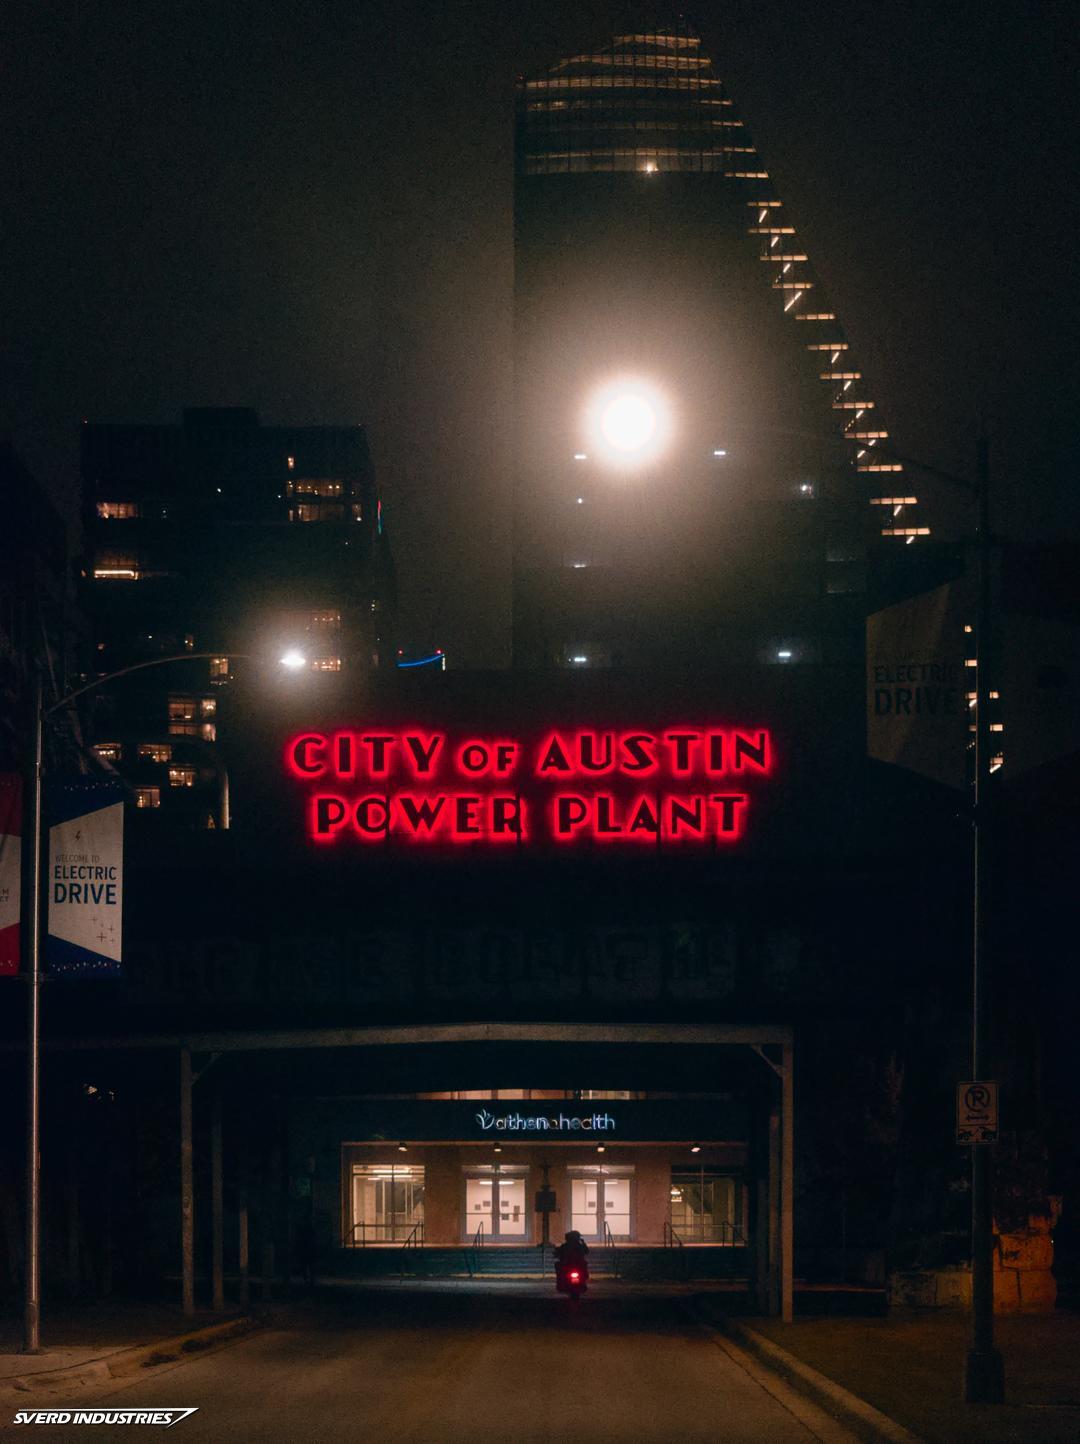 CITY OF AUSTIN
POWER PLANT
WELCOME TO
ELECTRIC
DRIVE
ELECTRIC
DRIVE
athenahealth
P
SVERD INDUSTRIES